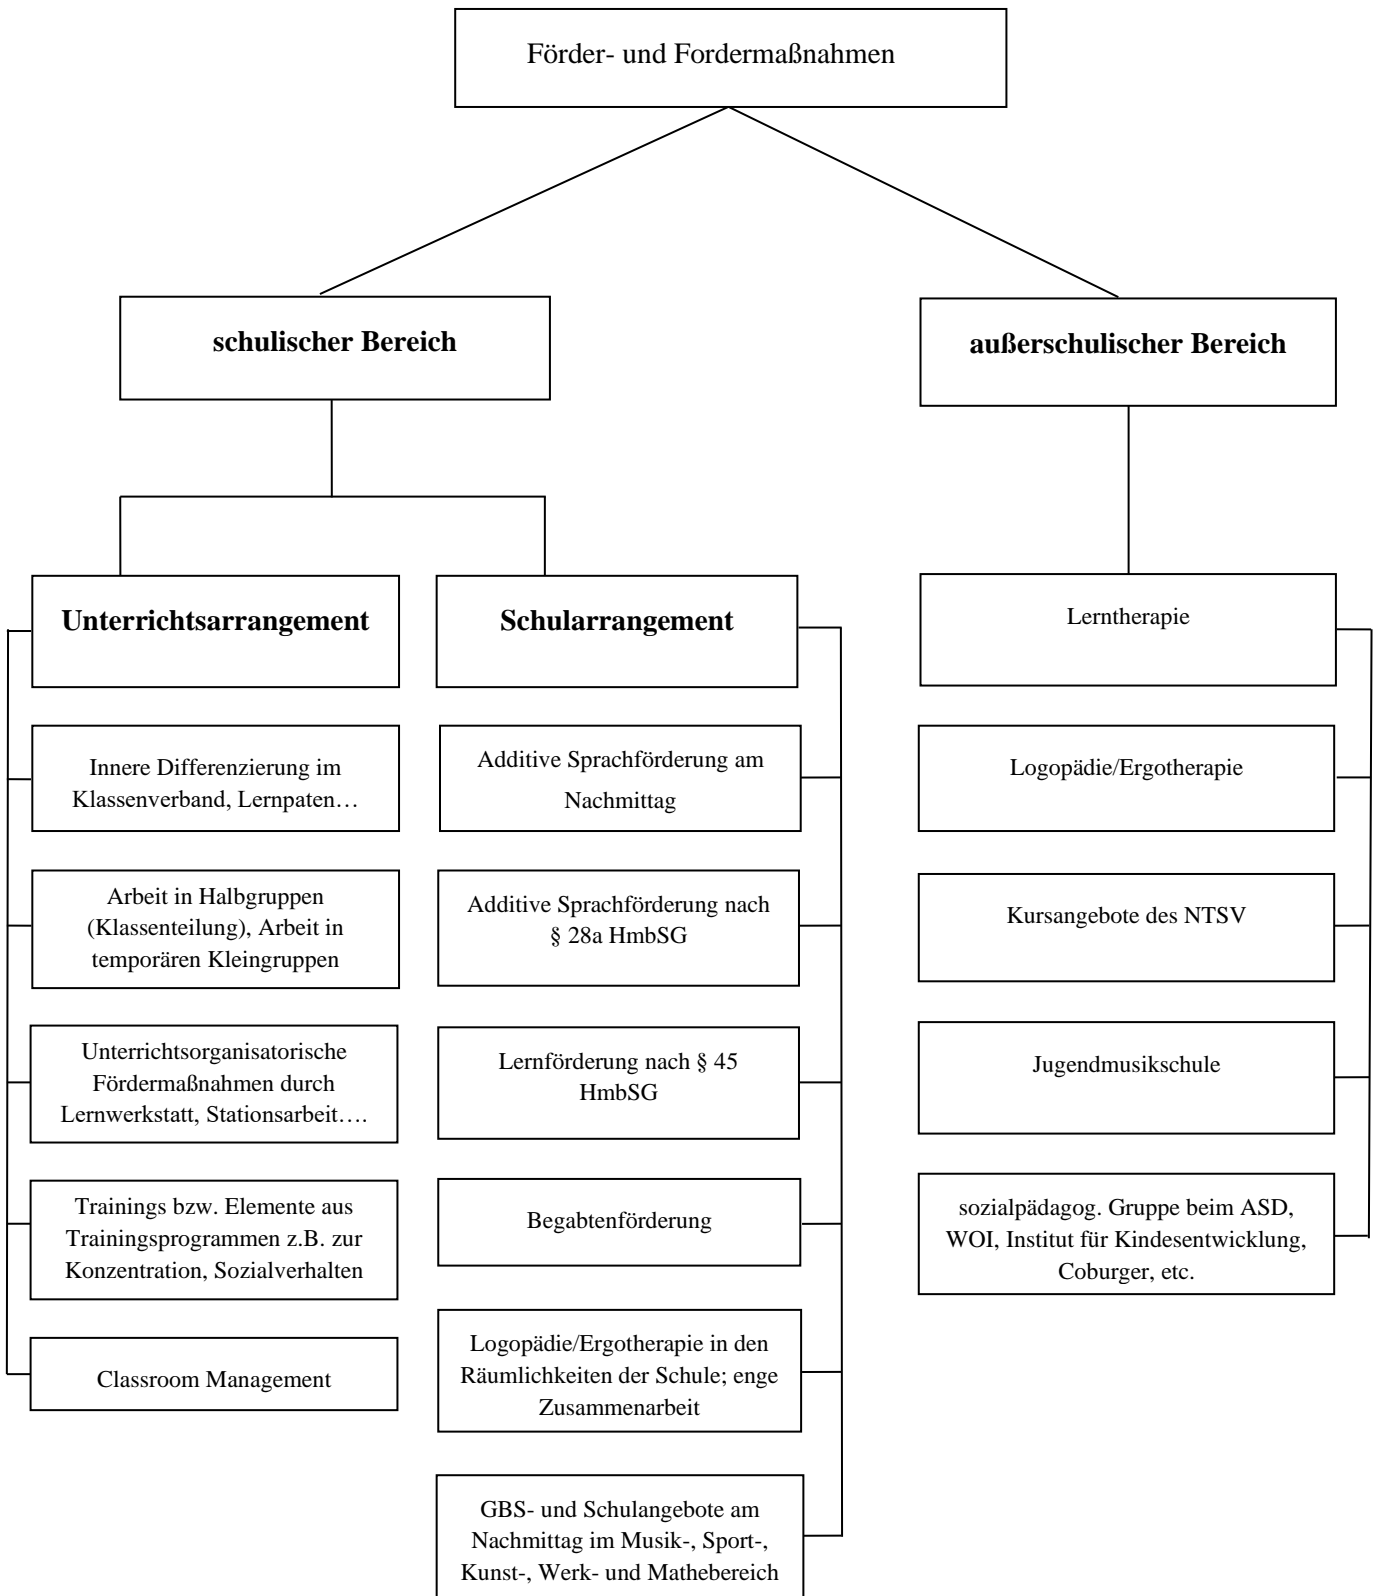 Förder- und Fordermaßnahmen
schulischer Bereich
außerschulischer Bereich
Unterrichtsarrangement
Innere Differenzierung im
Klassenverband, Lernpaten…
Arbeit in Halbgruppen
(Klassenteilung), Arbeit in
temporären Kleingruppen
Unterrichtsorganisatorische
Fördermaßnahmen durch
Lernwerkstatt, Stationsarbeit….
Trainings bzw. Elemente aus
Trainingsprogrammen z.B. zur
Konzentration, Sozialverhalten
Classroom Management
Schularrangement
Additive Sprachförderung am
Nachmittag
Additive Sprachförderung nach
§ 28a HmbSG
Lernförderung nach § 45
HmbSG
Begabtenförderung
Logopädie/Ergotherapie in den
Räumlichkeiten der Schule; enge
Zusammenarbeit
GBS- und Schulangebote am
Nachmittag im Musik-, Sport-,
Kunst-, Werk- und Mathebereich
Lerntherapie
Logopädie/Ergotherapie
Kursangebote des NTSV
Jugendmusikschule
sozialpädagog. Gruppe beim ASD,
WOI, Institut für Kindesentwicklung,
Coburger, etc.